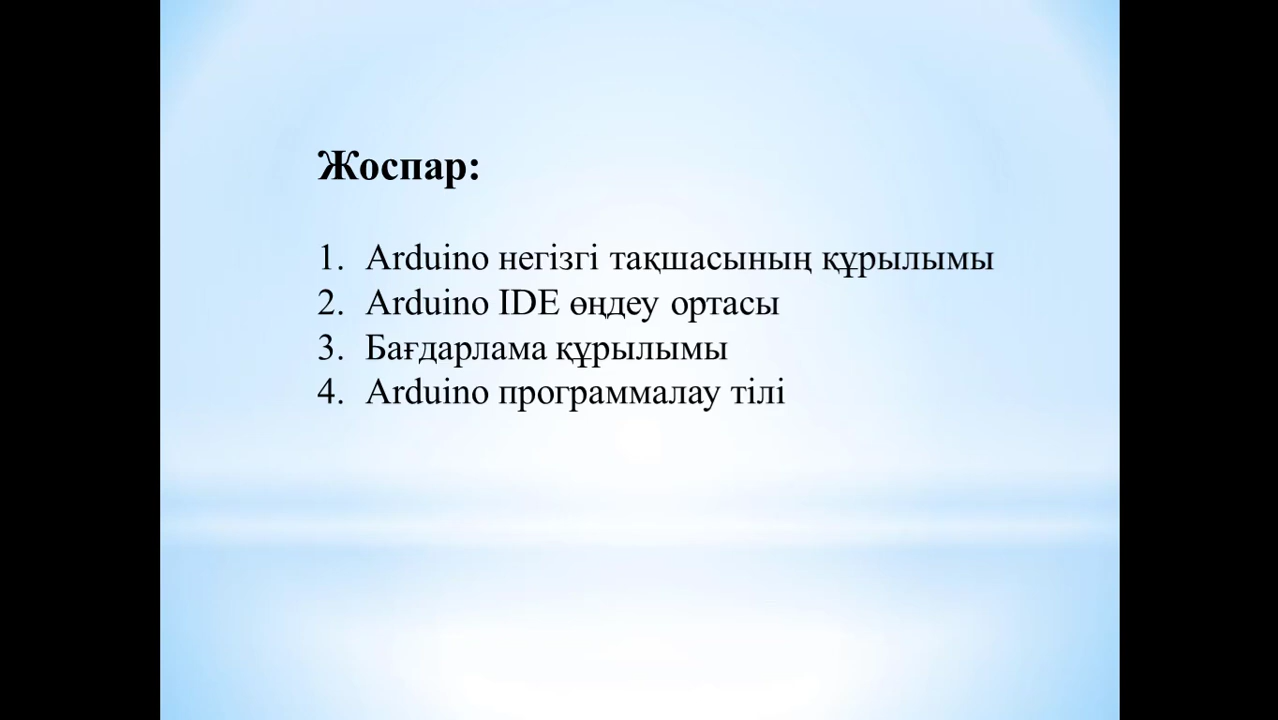 Жоспар:
1. Arduino негізгі тақшасының құрылымы
2. Arduino IDE өңдеу ортасы
3. Бағдарлама құрылымы
4. Arduino программалау тілі